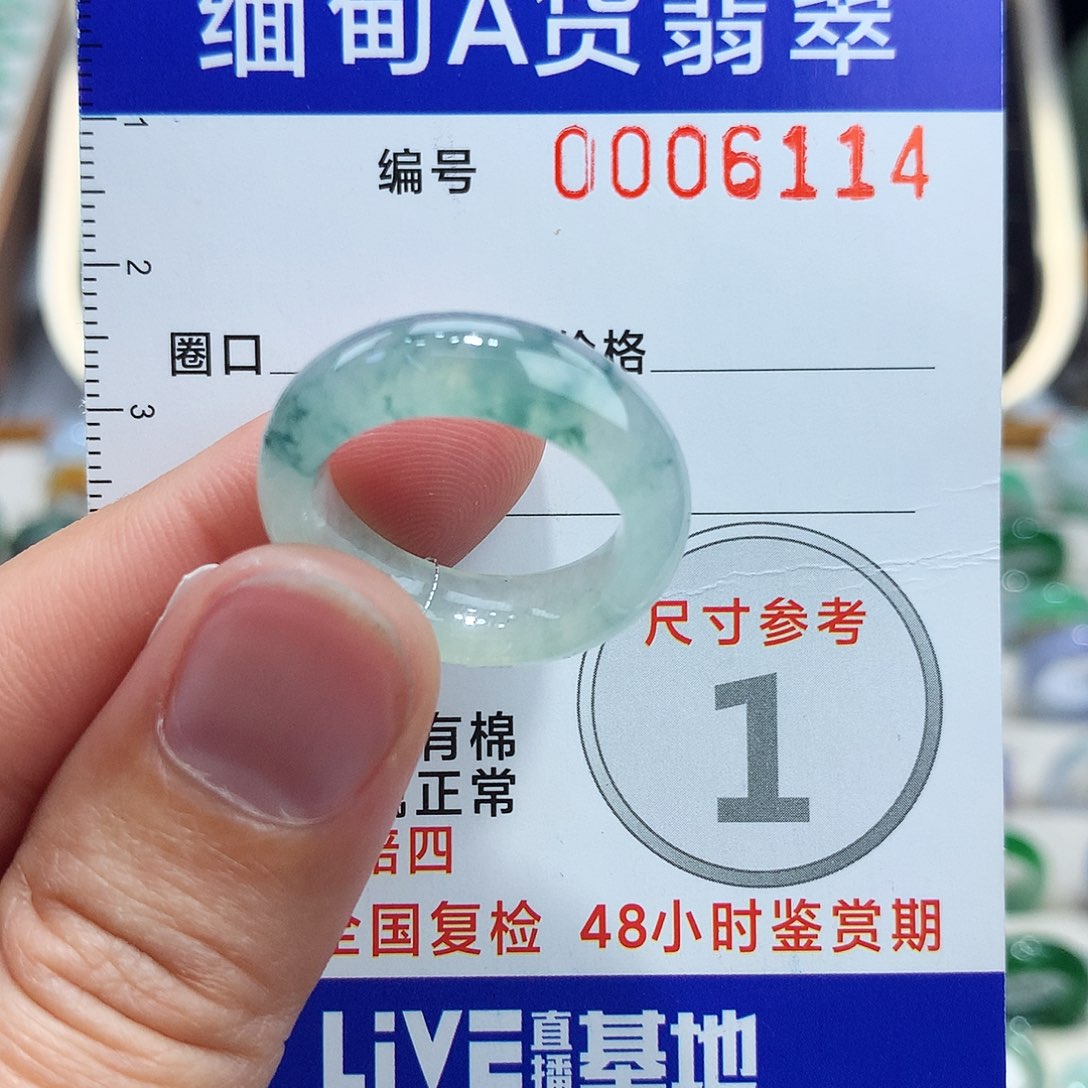 缅甸A货翡翠
编号 0006114
1
2
圈口 格
3
尺寸参考
1
有棉
正常
赔四
全国复检 48小时鉴赏期
LiVE直播基地